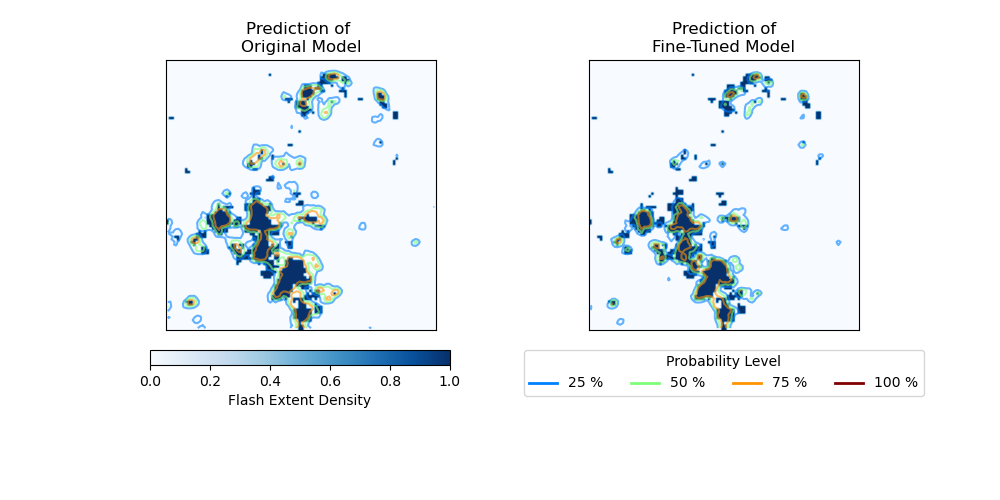 Prediction of
Original Model
Prediction of
Fine-Tuned Model
0.0 0.2 0.4 0.6 0.8 1.0
Flash Extent Density
Probability Level
25 % 50 % 75 % 100 %